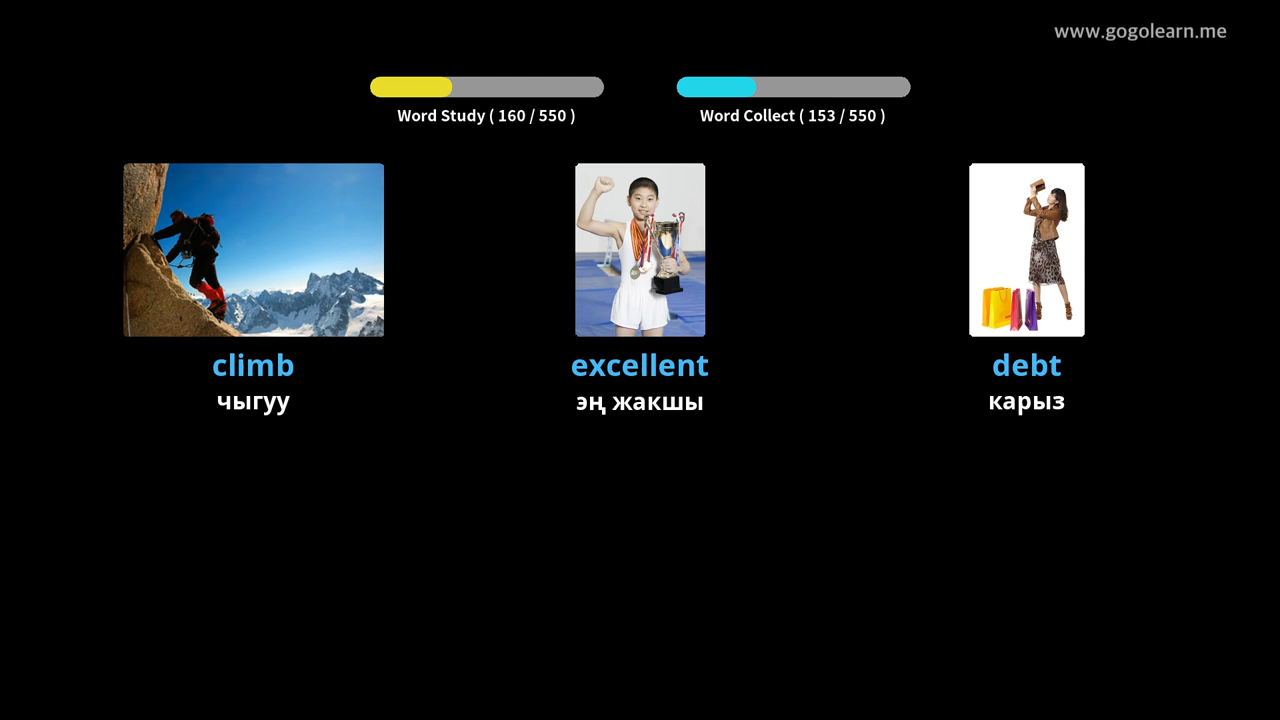 www.gogolearn.me
Word Study ( 160 / 550 )
Word Collect ( 153 / 550 )
climb
чыгуу
excellent
эң жакшы
debt
карыз